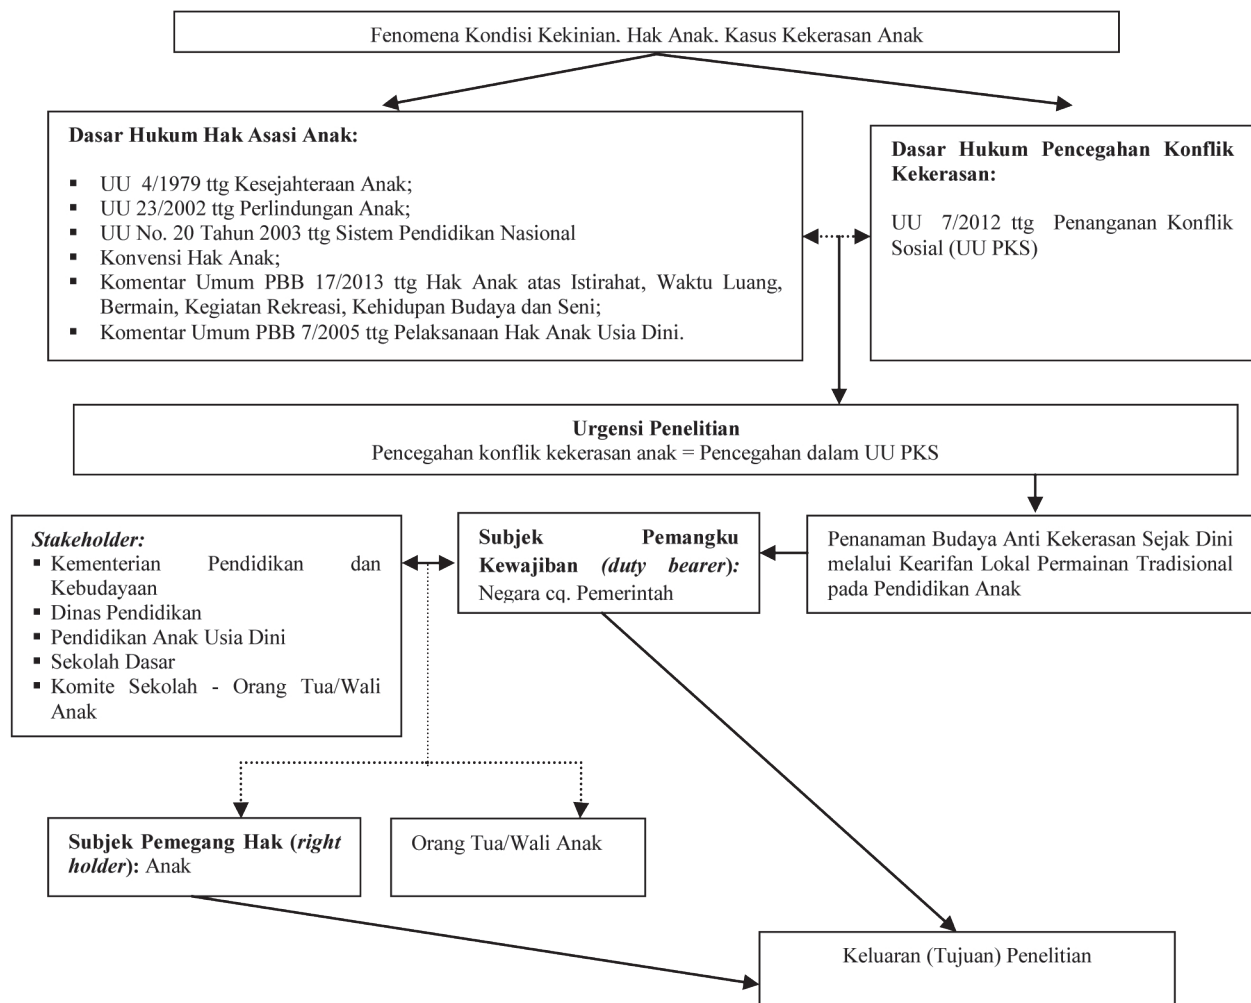 Fenomena Kondisi Kekinian. Hak Anak. Kasus Kekerasan Anak
Dasar Hukum Hak Asasi Anak:
▪ UU 4/1979 ttg Kesejahteraan Anak;
▪ UU 23/2002 ttg Perlindungan Anak;
▪ UU No. 20 Tahun 2003 ttg Sistem Pendidikan Nasional
▪ Konvensi Hak Anak;
▪ Komentar Umum PBB 17/2013 ttg Hak Anak atas Istirahat, Waktu Luang,
Bermain, Kegiatan Rekreasi, Kehidupan Budaya dan Seni;
▪ Komentar Umum PBB 7/2005 ttg Pelaksanaan Hak Anak Usia Dini.
Dasar Hukum Pencegahan Konflik
Kekerasan:
UU 7/2012 ttg Penanganan Konflik
Sosial (UU PKS)
Urgensi Penelitian
Pencegahan konflik kekerasan anak = Pencegahan dalam UU PKS
Stakeholder:
▪ Kementerian Pendidikan dan
Kebudayaan
▪ Dinas Pendidikan
▪ Pendidikan Anak Usia Dini
▪ Sekolah Dasar
▪ Komite Sekolah - Orang Tua/Wali
Anak
Subjek Pemangku
Kewajiban (duty bearer):
Negara cq. Pemerintah
Penanaman Budaya Anti Kekerasan Sejak Dini
melalui Kearifan Lokal Permainan Tradisional
pada Pendidikan Anak
Subjek Pemegang Hak (right
holder): Anak
Orang Tua/Wali Anak
Keluaran (Tujuan) Penelitian